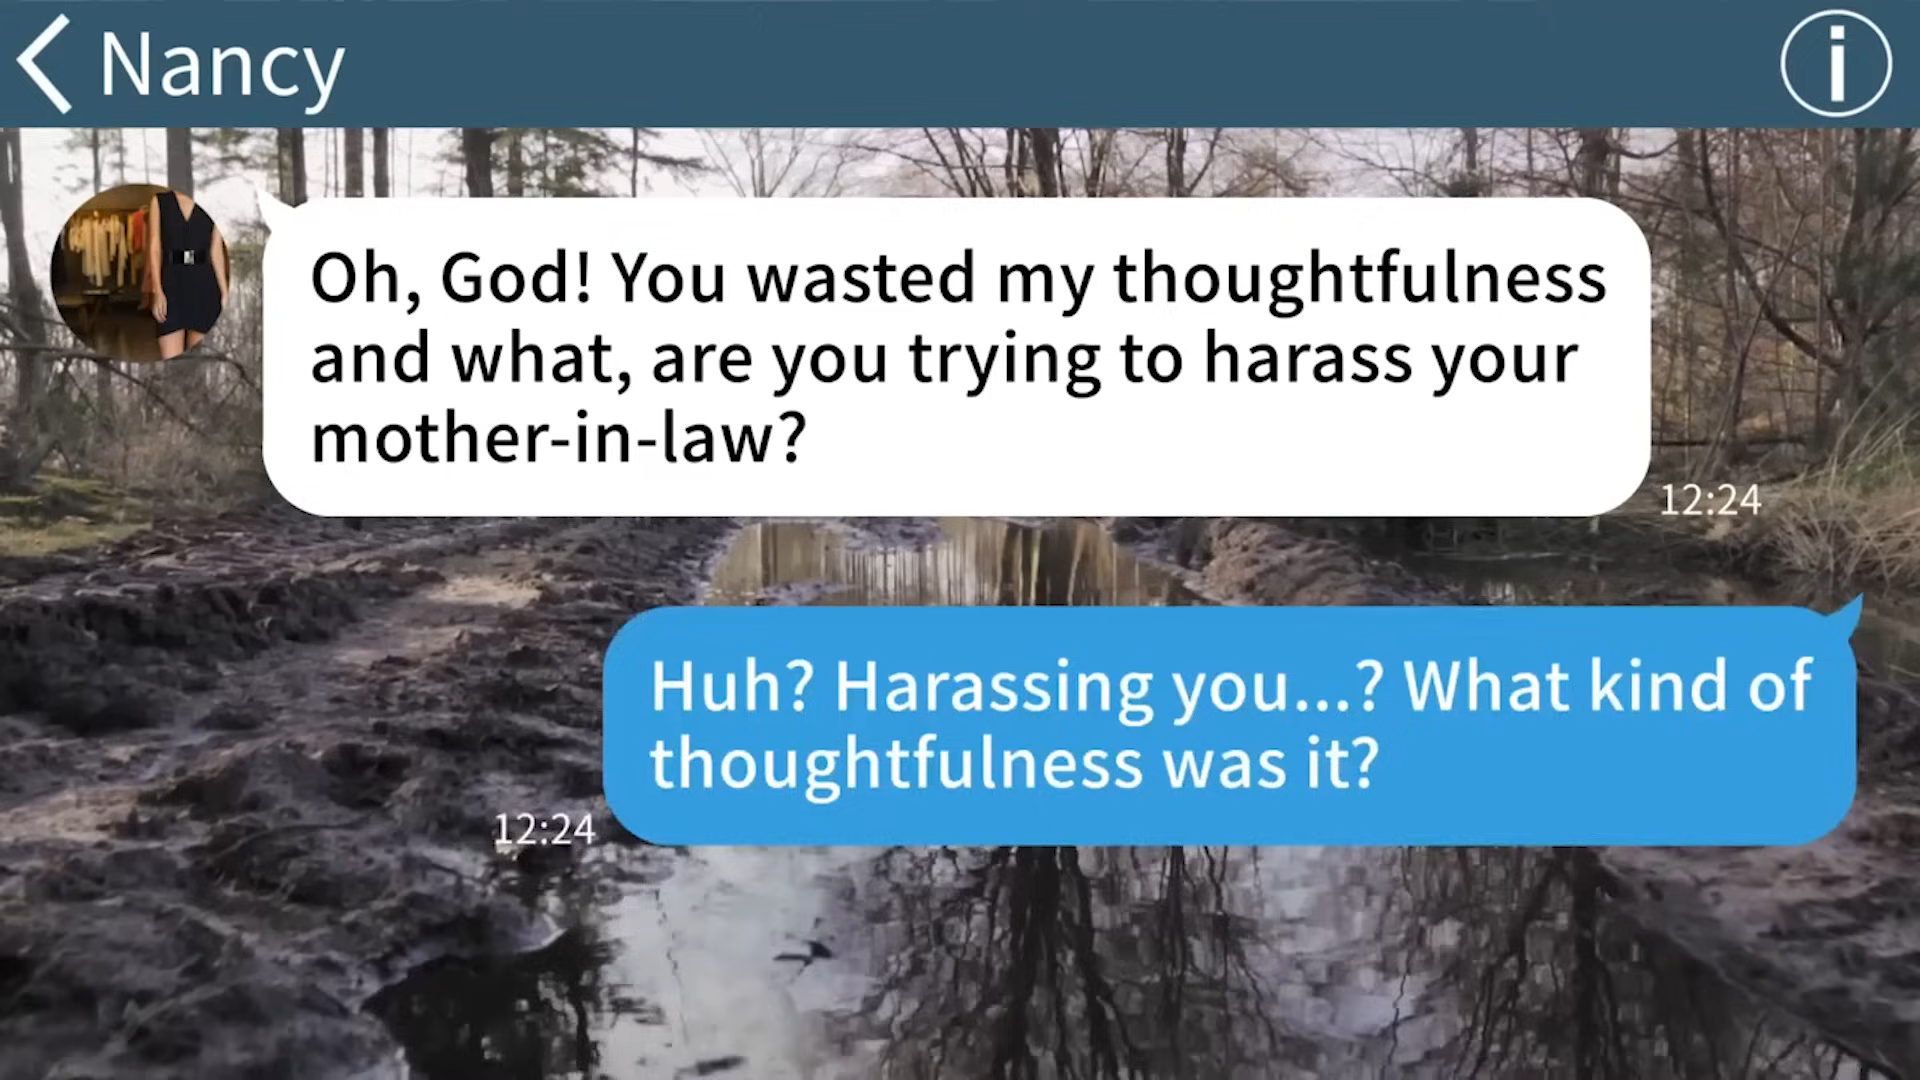 Nancy
Oh, God! You wasted my thoughtfulness
and what, are you trying to harass your
mother-in-law?
12:24
Huh? Harassing you...? What kind of
thoughtfulness was it?
12:24